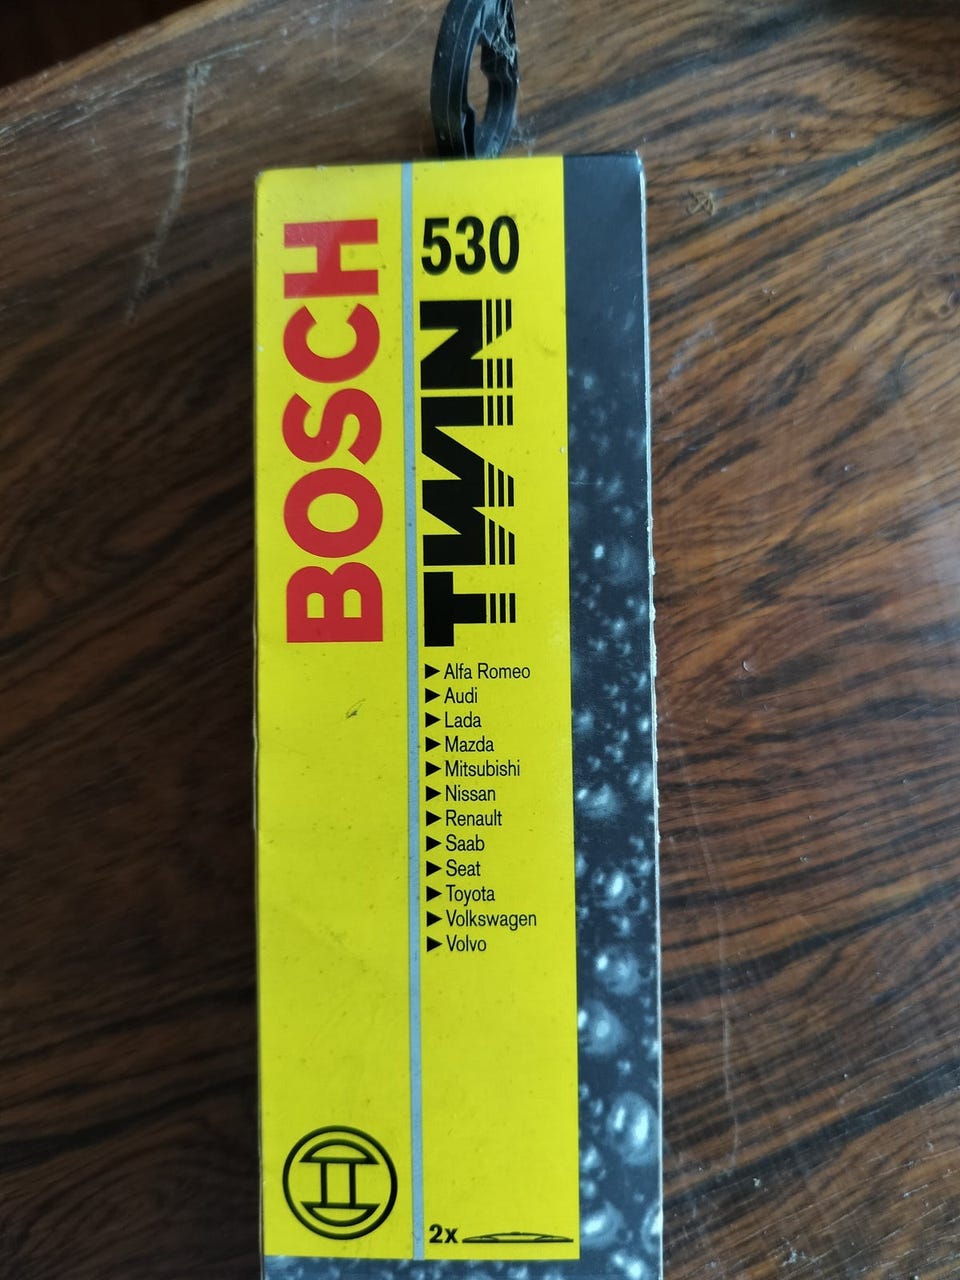 BOSCH
530
TWIN
Alfa Romeo
Audi
Lada
Mazda
Mitsubishi
Nissan
Renault
Saab
Seat
Toyota
Volkswagen
Volvo
2x